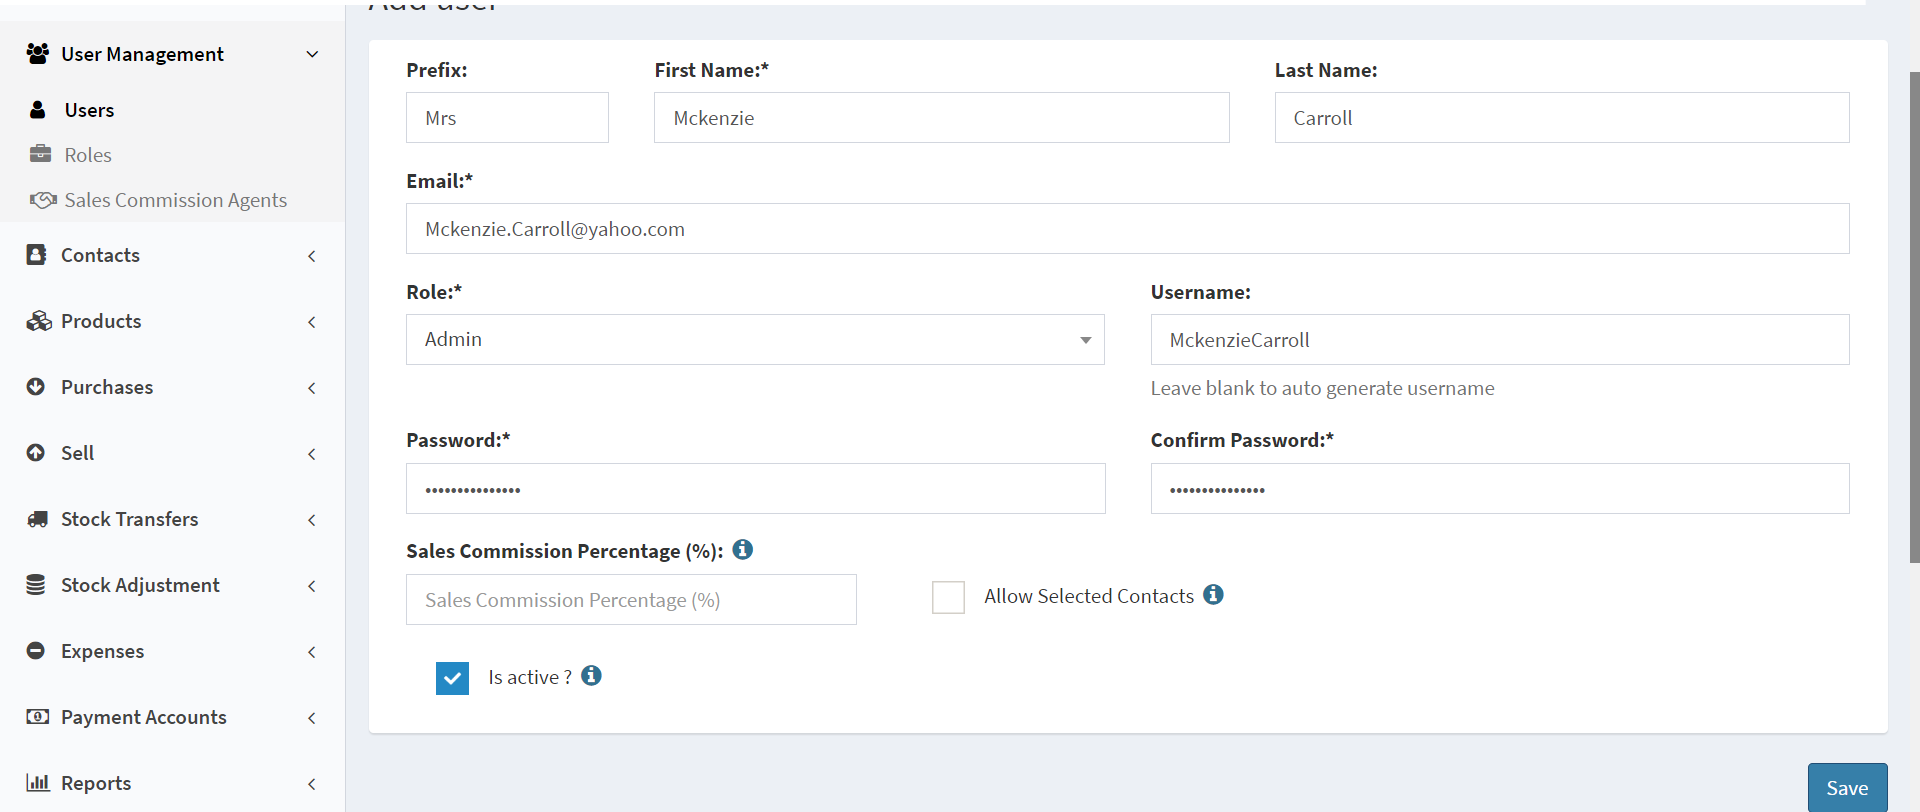 Add user
User Management
Users
Roles
Sales Commission Agents
Contacts
Products
Purchases
Sell
Stock Transfers
Stock Adjustment
Expenses
Payment Accounts
Reports
Prefix: First Name:* Last Name:
Mrs Mckenzie Carroll
Email:*
Mckenzie.Carroll@yahoo.com
Role:* Username:
Admin MckenzieCarroll
Leave blank to auto generate username
Password:* Confirm Password:*
••••••••••••••• •••••••••••••••
Sales Commission Percentage (%):
Sales Commission Percentage (%) Allow Selected Contacts
Is active ?
Save